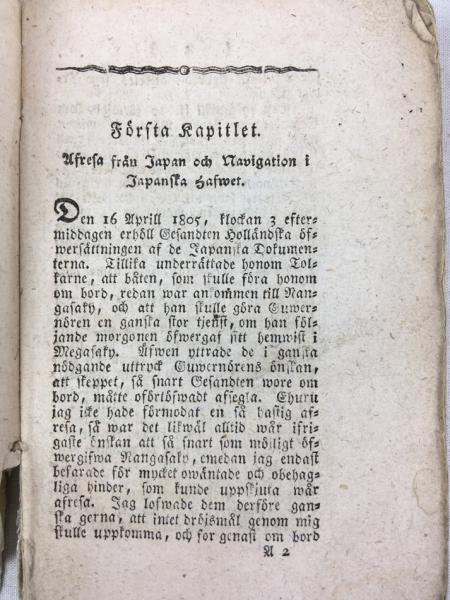 Första Kapitlet.
Afresa från Japan och Navigation i
Japanska Hafwet.
Den 16 Aprill 1805, klockan 3 efter=
middagen erhöll Gesandten Holländska öf=
wersättningen af de Japanska Dokumen=
terna. Tillika underrättade honom Tol=
karne, att båten, som skulle föra honom
om bord, redan war ankommen till Nan=
gasaky, och att han skulle göra Guwer=
nören en ganska stor tjenst, om han föl=
jande morgonen öfwergaf sitt hemwist i
Megasaky. Äfwen yttrade de i ganska
nödgande uttryck Guwernörens önskan,
att skeppet, så snart Gesandten wore om
bord, måtte oförtöfwadt afsegla. Ehuru
jag icke hade förmodat en så hastig af=
resa, så war det likwäl alltid wår ifri=
gaste önskan att så snart som möjligt öf=
wergifwa Nangasaky, emedan jag endast
befarade för mycket owäntade och obehag=
liga hinder, som kunde uppskjuta wår
afresa. Jag lofwade dem derföre gan=
ska gerna, att intet dröjsmål genom mig
skulle uppkomma, och for genast om bord
A 2